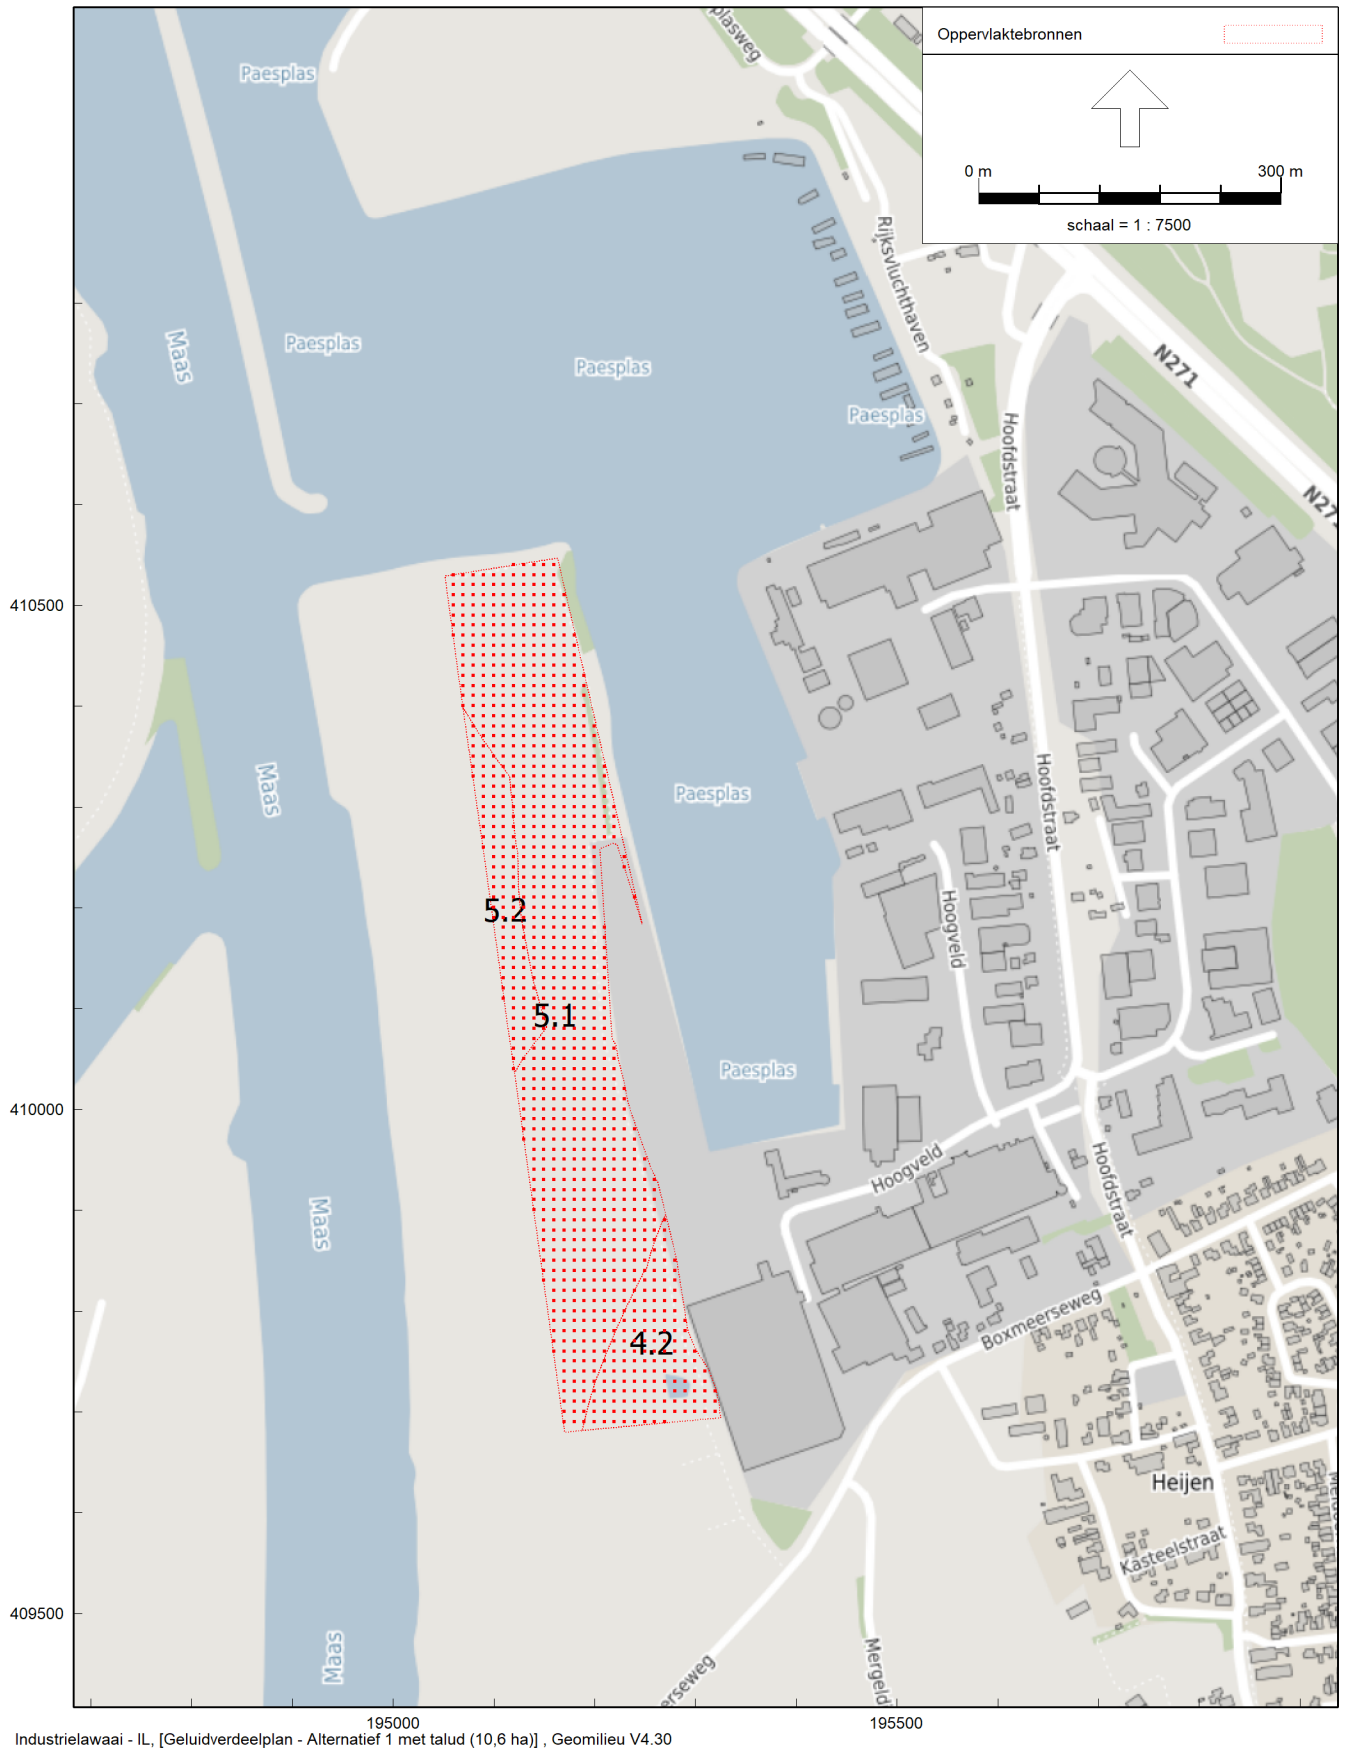 Oppervlaktebronnen
0 m 300 m
schaal = 1 : 7500
plasweg
Paesplas
Rijksvluchthaven
Maas
Paesplas
Paesplas
Paesplas
N271
Hoofdstraat
410500
Maas
Paesplas
Hoofdstraat
5.2
Hoogveld
5.1
Paesplas
410000
Hoogveld
Hoofdstraat
Maas
Boxmeerseweg
4.2
Heijen
Kasteelstraat
409500
Maas
erseweg
Mergeld
195000 195500
Industrielawaai - IL, [Geluidverdeelplan - Alternatief 1 met talud (10,6 ha)] , Geomilieu V4.30